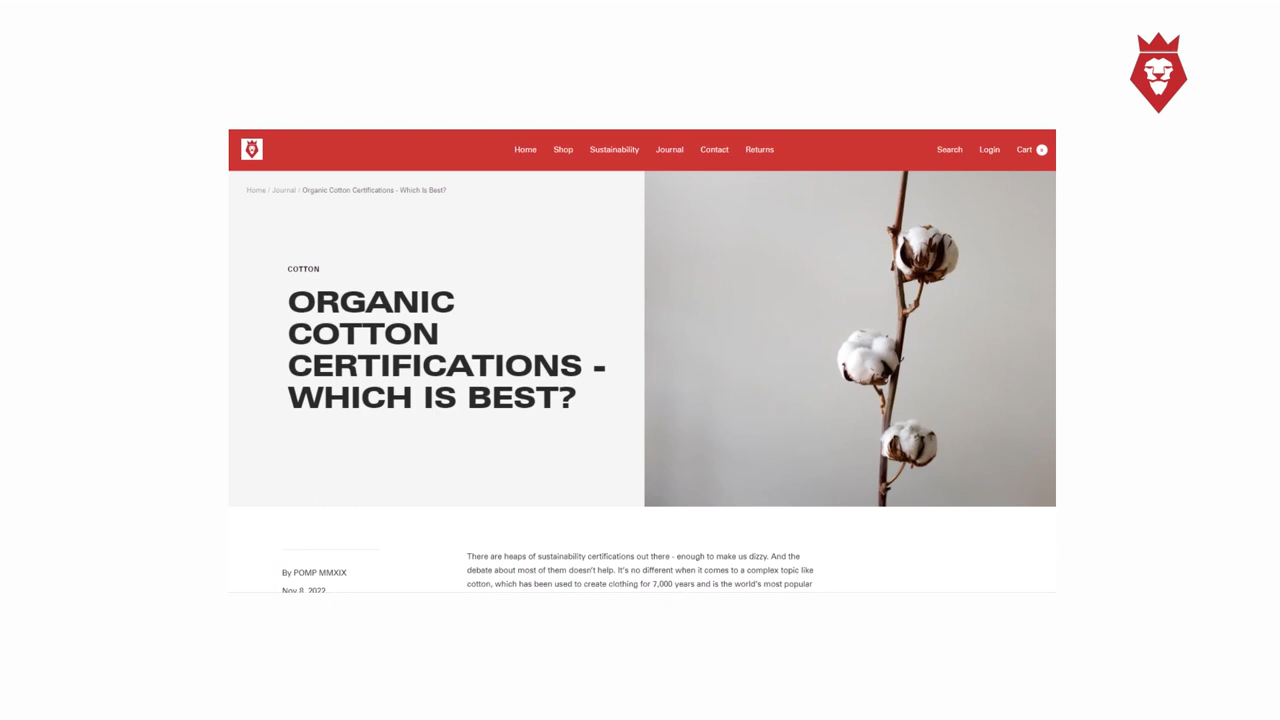 Home Shop Sustainability Journal Contact Returns Search Login Cart
Home / Journal / Organic Cotton Certifications - Which Is Best?
COTTON
ORGANIC
COTTON
CERTIFICATIONS -
WHICH IS BEST?
There are heaps of sustainability certifications out there - enough to make us dizzy. And the
debate about most of them doesn't help. It's no different when it comes to a complex topic like
cotton, which has been used to create clothing for 7,000 years and is the world's most popular
By POMP MMXIX
Nov 8, 2022